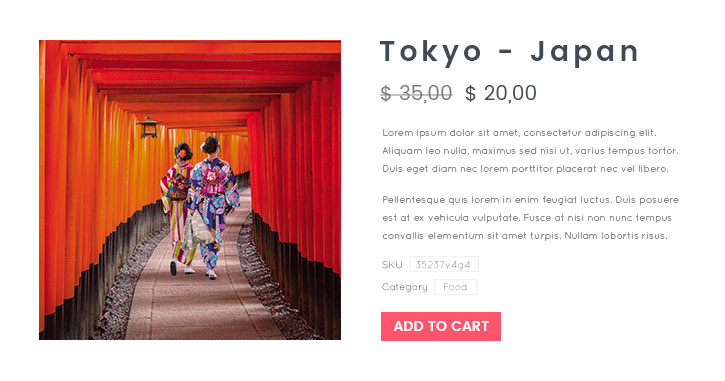 Tokyo - Japan
$ 35,00 $ 20,00
Lorem ipsum dolor sit amet, consectetur adipiscing elit.
Aliquam leo nulla, maximus sed nisi ut, varius tempus tortor.
Duis eget diam nec lorem porttitor placerat nec vel libero.
Pellentesque quis lorem in enim feugiat luctus. Duis posuere
est at ex vehicula vulputate. Fusce at nisi non nunc tempus
convallis elementum sit amet turpis. Nullam lobortis risus.
SKU 35237v4g4
Category Food
ADD TO CART